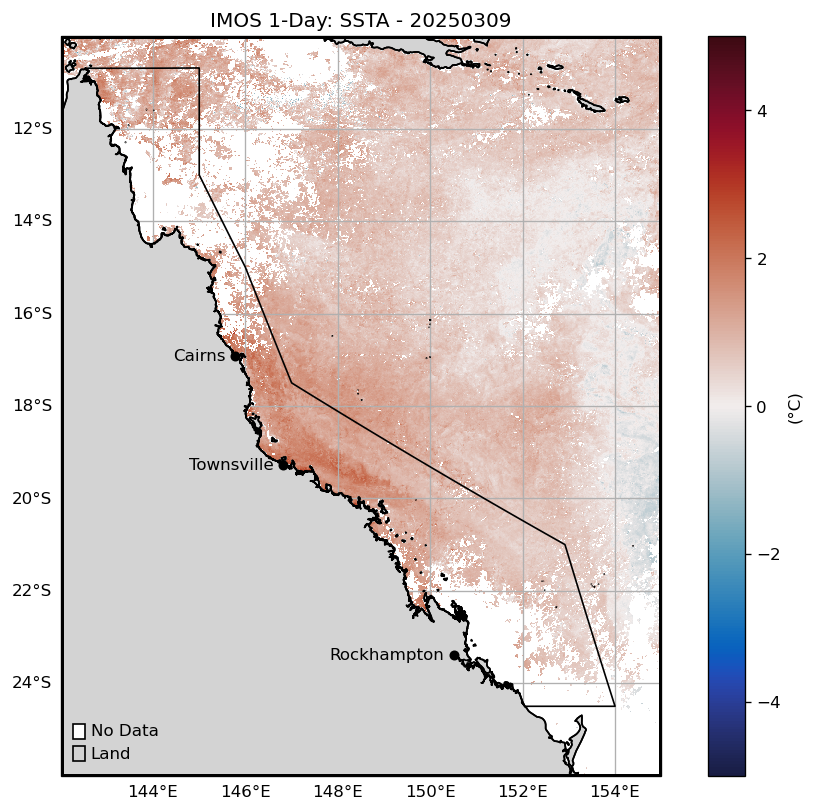 IMOS 1-Day: SSTA - 20250309
12°S
14°S
16°S
18°S
20°S
22°S
24°S
Cairns
Townsville
Rockhampton
No Data
Land
144°E 146°E 148°E 150°E 152°E 154°E
4
2
0
−2
−4
(°C)